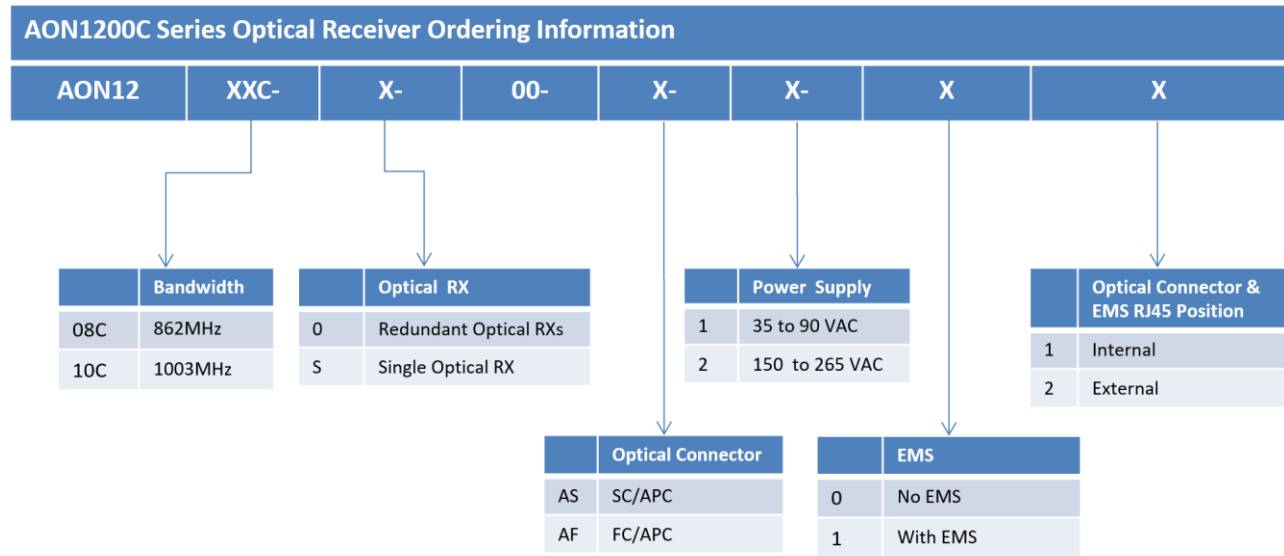 AON1200C Series Optical Receiver Ordering Information
AON12 XXC- X- 00- X- X- X X
Bandwidth
08C 862MHz
10C 1003MHz
Optical RX
0 Redundant Optical RXs
S Single Optical RX
Power Supply
1 35 to 90 VAC
2 150 to 265 VAC
Optical Connector &
EMS RJ45 Position
1 Internal
2 External
Optical Connector
AS SC/APC
AF FC/APC
EMS
0 No EMS
1 With EMS